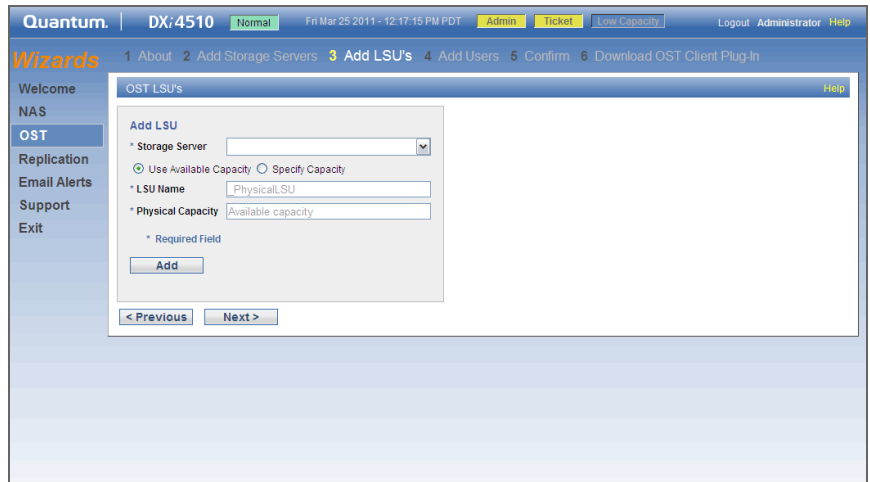 Quantum. DXi4510 Normal Fri Mar 25 2011 - 12:17:15 PM PDT Admin Ticket Low Capacity Logout Administrator Help
Wizards 1 About 2 Add Storage Servers 3 Add LSU's 4 Add Users 5 Confirm 6 Download OST Client Plug-In
Welcome
NAS
OST
Replication
Email Alerts
Support
Exit
OST LSU's Help
Add LSU
* Storage Server
Use Available Capacity Specify Capacity
* LSU Name _PhysicalLSU
* Physical Capacity Available capacity
* Required Field
Add
< Previous Next >